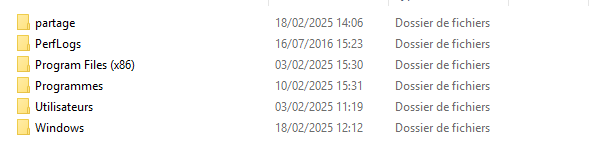 partage 18/02/2025 14:06 Dossier de fichiers
PerfLogs 16/07/2016 15:23 Dossier de fichiers
Program Files (x86) 03/02/2025 15:30 Dossier de fichiers
Programmes 10/02/2025 15:31 Dossier de fichiers
Utilisateurs 03/02/2025 11:19 Dossier de fichiers
Windows 18/02/2025 12:12 Dossier de fichiers